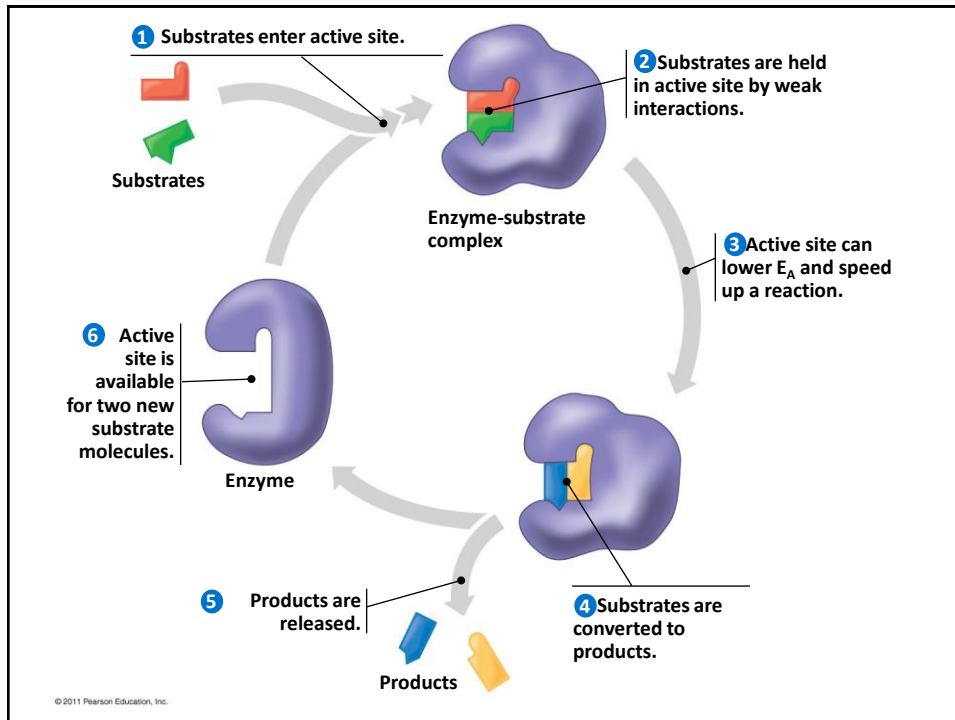 1 Substrates enter active site.
2 Substrates are held
in active site by weak
interactions.
Substrates
Enzyme-substrate
complex
3 Active site can
lower EA and speed
up a reaction.
6 Active
site is
available
for two new
substrate
molecules.
Enzyme
5 Products are
released.
4 Substrates are
converted to
products.
Products
© 2011 Pearson Education, Inc.